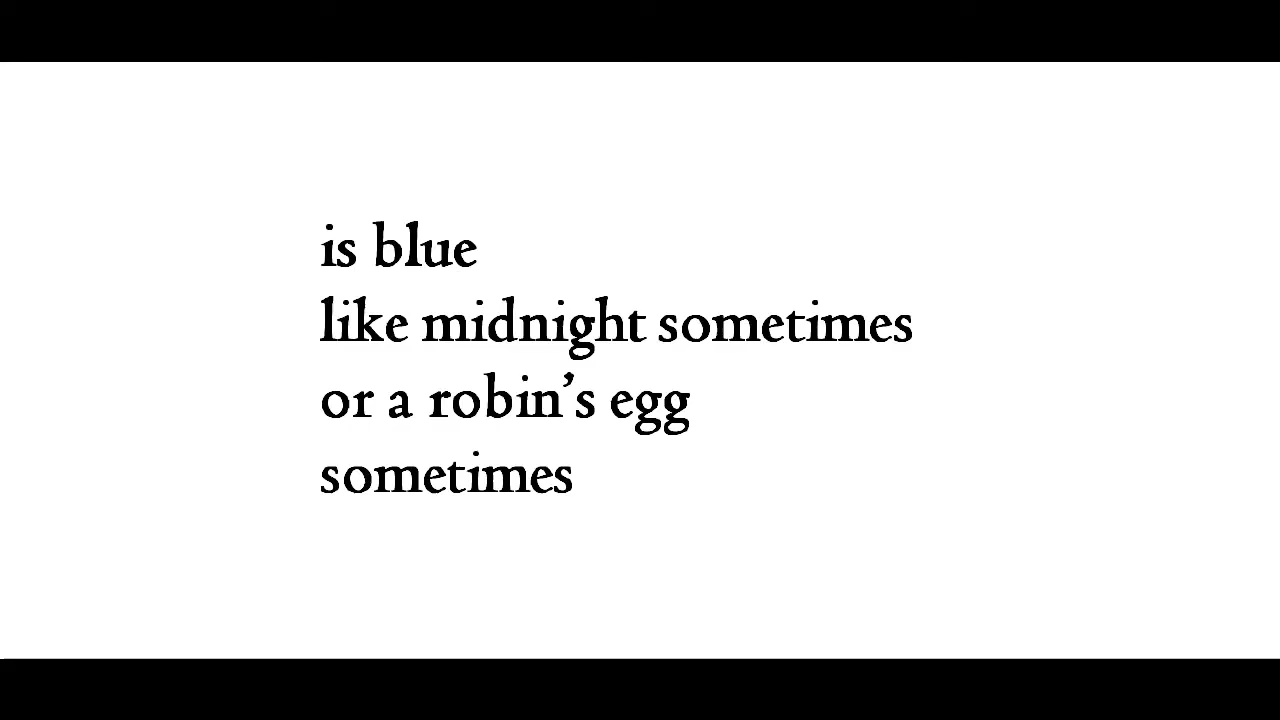 is blue
like midnight sometimes
or a robin’s egg
sometimes